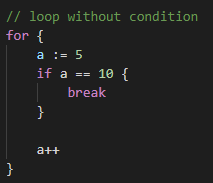 // loop without condition
for {
    a := 5
    if a == 10 {
        break
    }

    a++
}